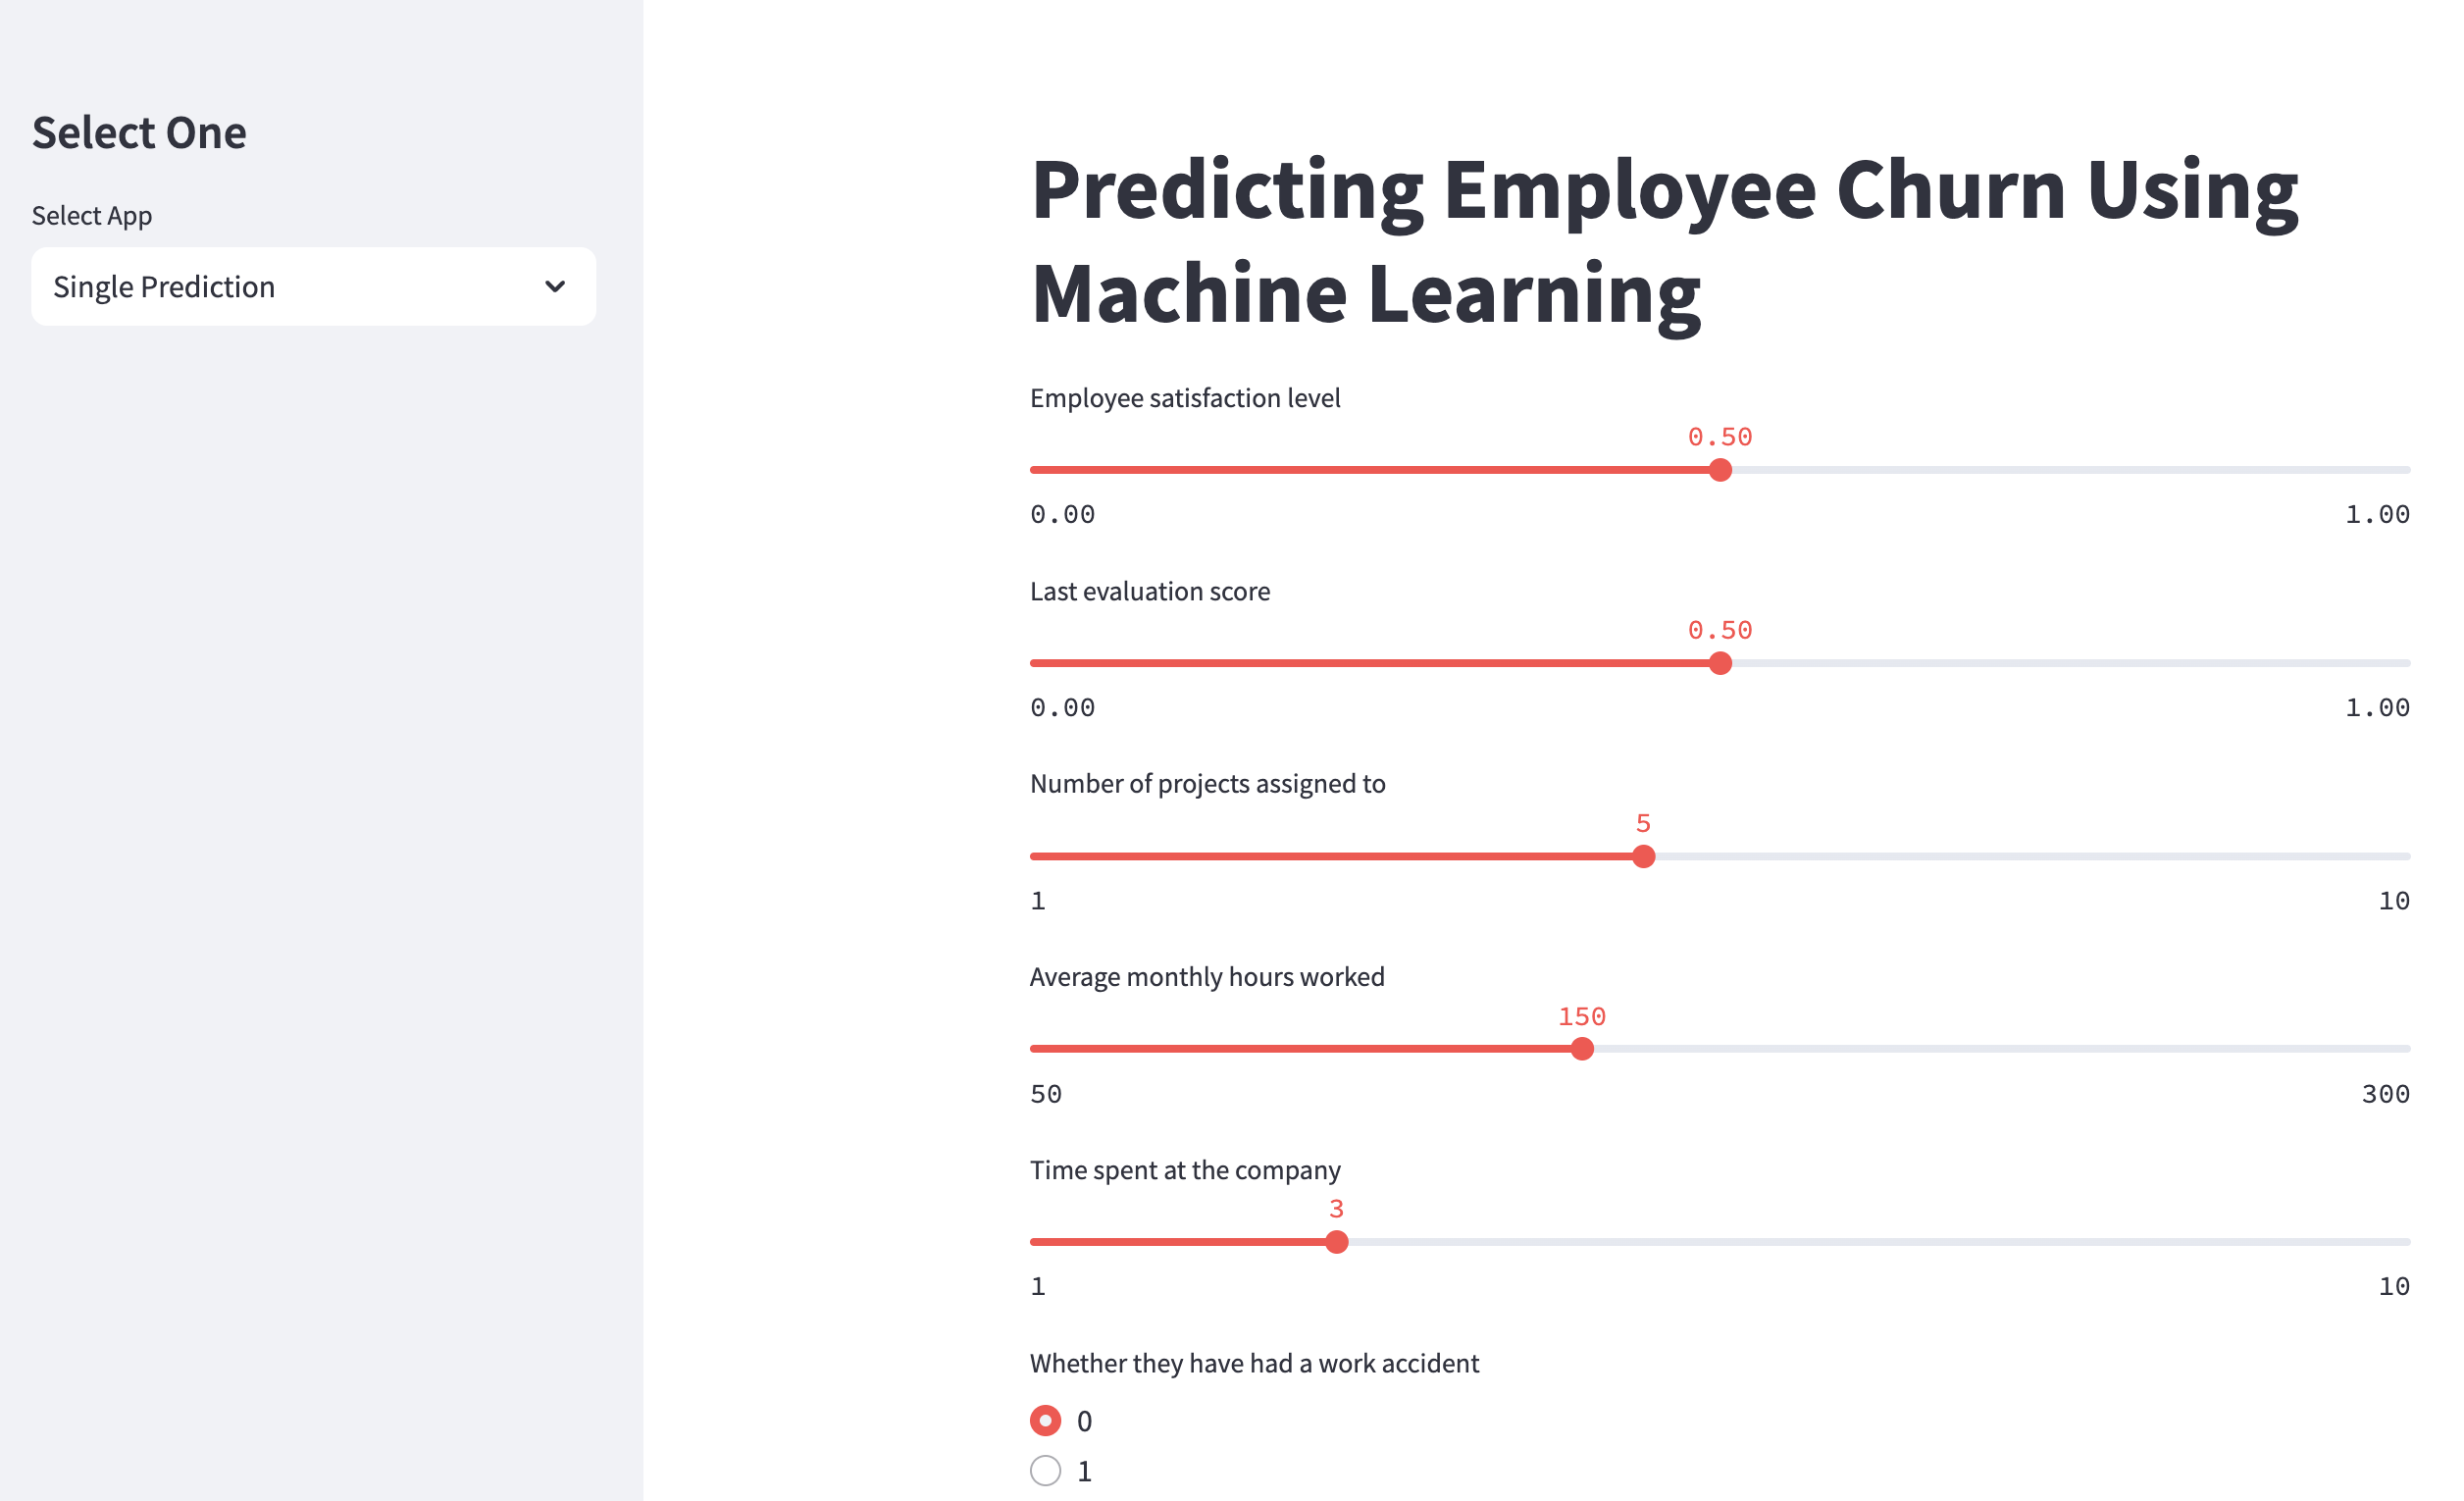 Select One
Select App
Single Prediction
Predicting Employee Churn Using
Machine Learning
Employee satisfaction level
0.50
0.00 1.00
Last evaluation score
0.50
0.00 1.00
Number of projects assigned to
5
1 10
Average monthly hours worked
150
50 300
Time spent at the company
3
1 10
Whether they have had a work accident
0
1